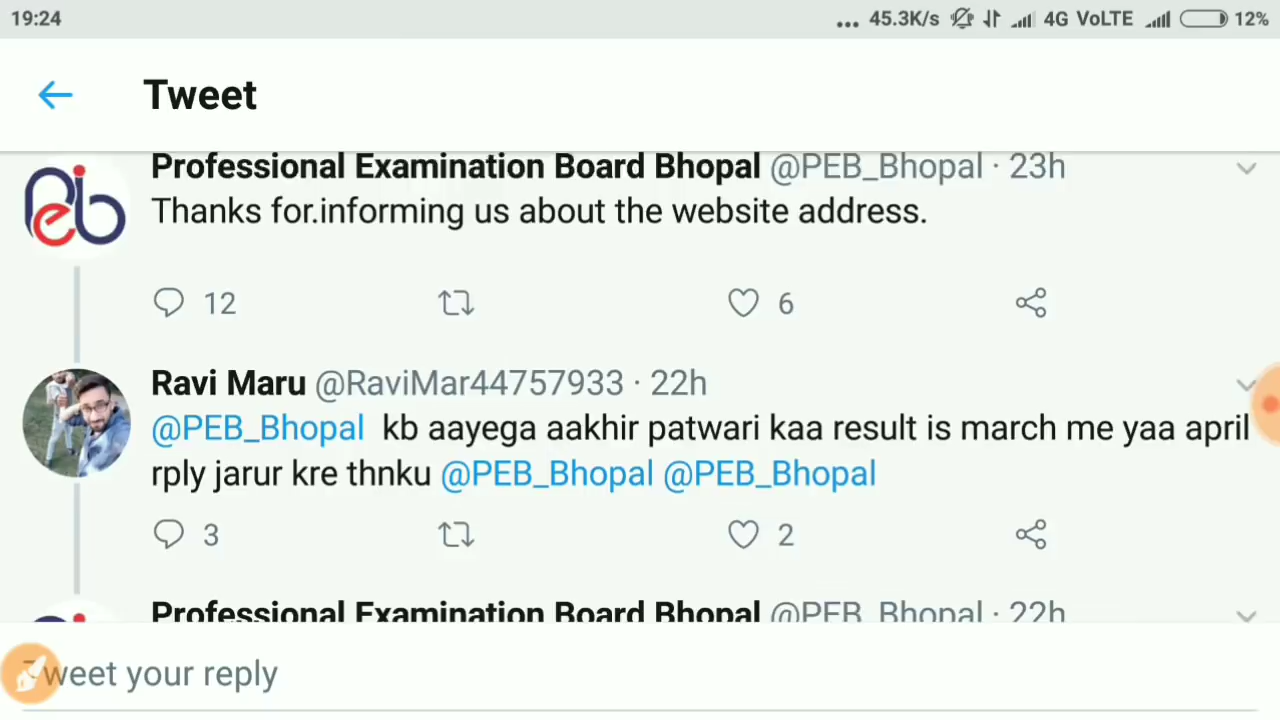 19:24 ... 45.3K/s 4G VoLTE 12%
Tweet
Peb
Professional Examination Board Bhopal @PEB_Bhopal · 23h
Thanks for.informing us about the website address.
12 6
Ravi Maru @RaviMar44757933 · 22h
@PEB_Bhopal kb aayega aakhir patwari kaa result is march me yaa april
rply jarur kre thnku @PEB_Bhopal @PEB_Bhopal
3 2
Professional Examination Board Bhopal @PEB_Bhopal · 22h
Tweet your reply